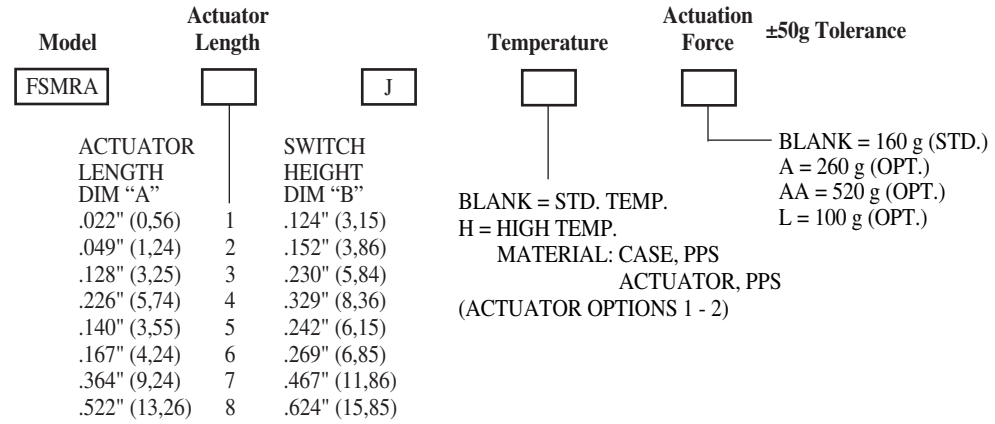 Model
Actuator
Length
Temperature
Actuation
Force
±50g Tolerance
FSMRA
J
ACTUATOR
LENGTH
DIM “A”
SWITCH
HEIGHT
DIM “B”
.022" (0,56) 1 .124" (3,15)
.049" (1,24) 2 .152" (3,86)
.128" (3,25) 3 .230" (5,84)
.226" (5,74) 4 .329" (8,36)
.140" (3,55) 5 .242" (6,15)
.167" (4,24) 6 .269" (6,85)
.364" (9,24) 7 .467" (11,86)
.522" (13,26) 8 .624" (15,85)
BLANK = STD. TEMP.
H = HIGH TEMP.
MATERIAL: CASE, PPS
ACTUATOR, PPS
(ACTUATOR OPTIONS 1 - 2)
BLANK = 160 g (STD.)
A = 260 g (OPT.)
AA = 520 g (OPT.)
L = 100 g (OPT.)